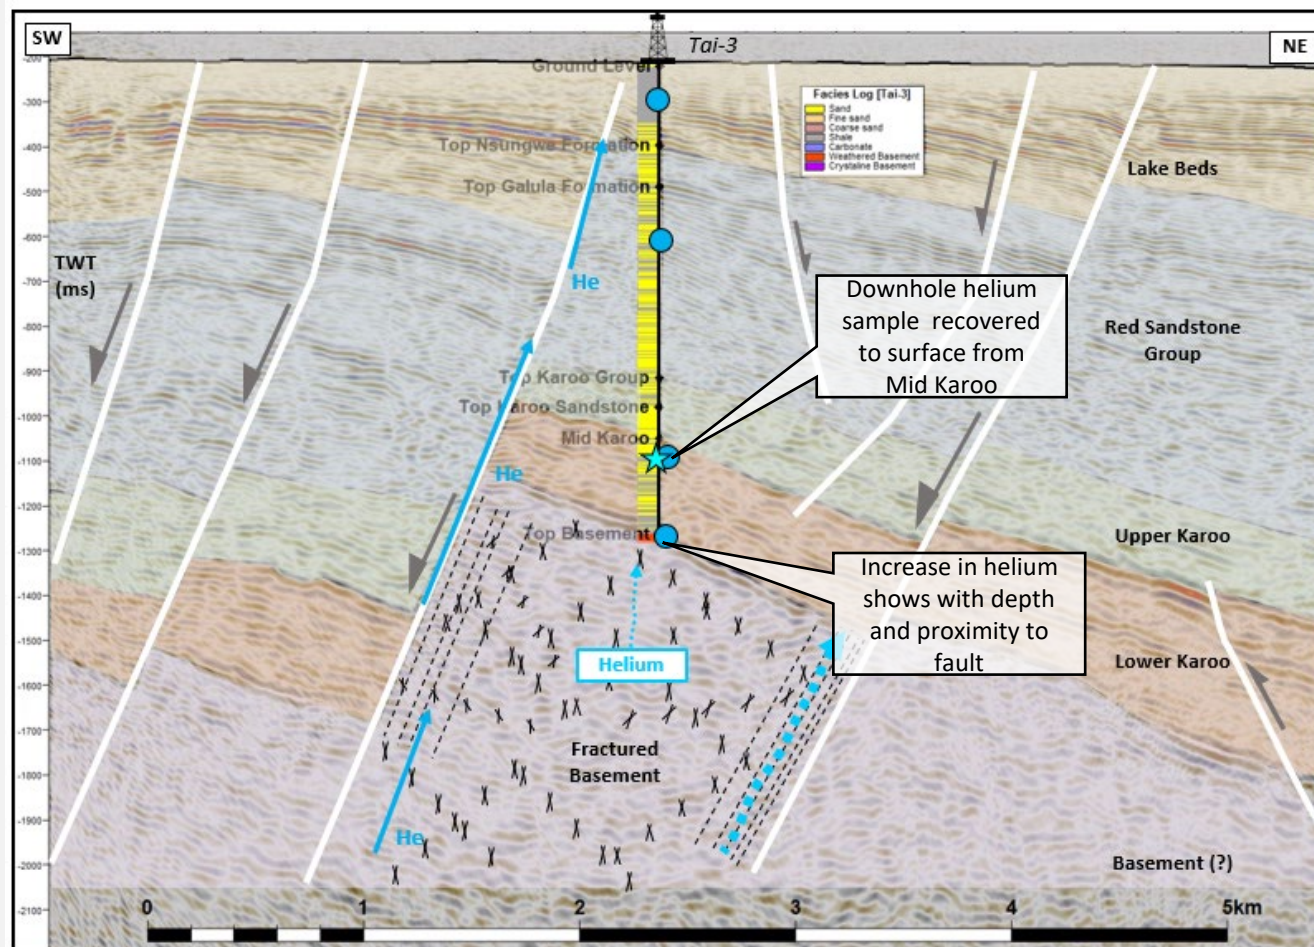 SW
Tai-3
NE
-200
Ground Level
Facies Log [Tai-3]
Sand
Fine sand
Coarse sand
Shale
Carbonate
Weathered Basement
Crystaline Basement
-300
-400
Top Nsungwe Formation
Lake Beds
-500
Top Galula Formation
-600
TWT
(ms)
He
-700
Downhole helium
sample recovered
to surface from
Mid Karoo
-800
Red Sandstone
Group
-900
Top Karoo Group
-1000
Top Karoo Sandstone
Mid Karoo
-1100
He
-1200
Top Basement
Upper Karoo
-1300
Increase in helium
shows with depth
and proximity to
fault
-1400
-1500
Helium
Lower Karoo
-1600
-1700
Fractured
Basement
-1800
-1900
He
-2000
Basement (?)
-2100
0 1 2 3 4 5km